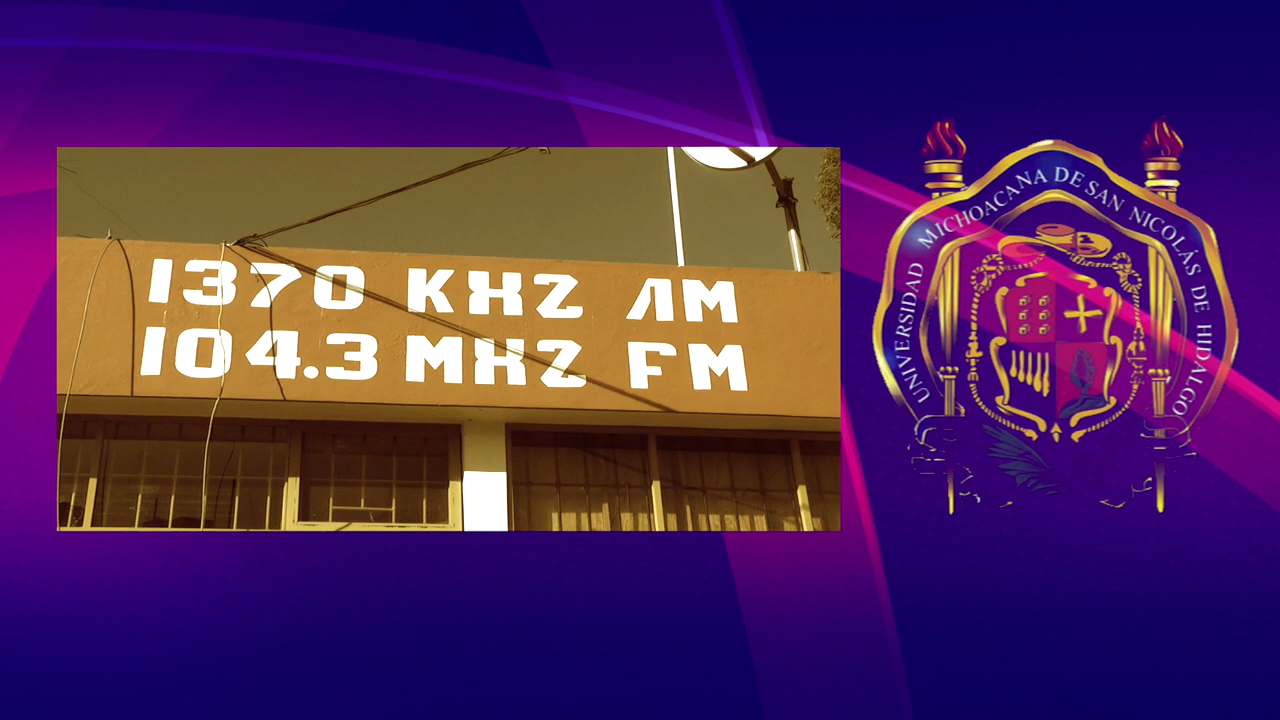 1370 KHZ AM
104.3 MHZ FM
UNIVERSIDAD MICHOACANA DE SAN NICOLÁS DE HIDALGO